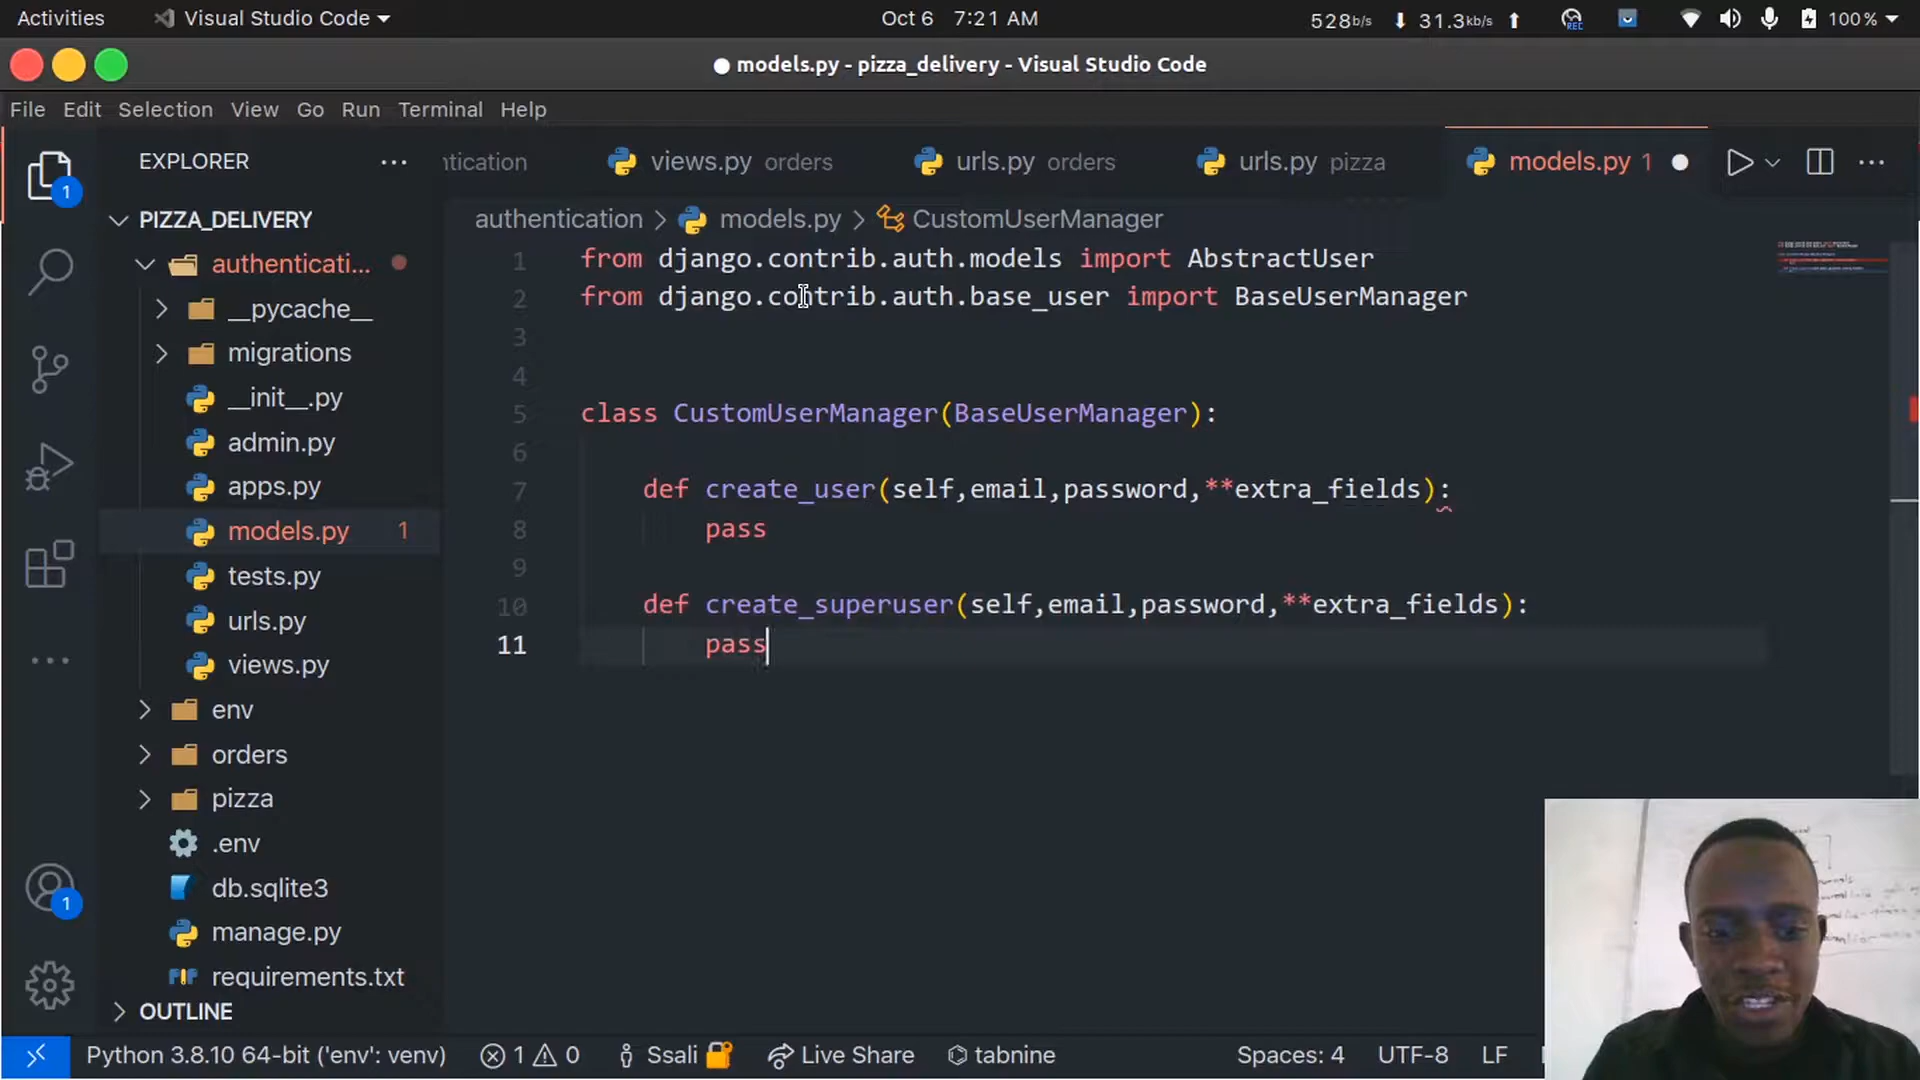 Activities Visual Studio Code Oct 6 7:21 AM 528b/s 31.3kb/s REC 100%
models.py - pizza_delivery - Visual Studio Code
File Edit Selection View Go Run Terminal Help
EXPLORER
tication views.py orders urls.py orders urls.py pizza models.py 1
authentication models.py CustomUserManager
1
PIZZA_DELIVERY
authenticati...
__pycache__
migrations
__init__.py
admin.py
apps.py
models.py 1
tests.py
urls.py
views.py
env
orders
pizza
.env
db.sqlite3
manage.py
requirements.txt
OUTLINE
1
1 from django.contrib.auth.models import AbstractUser
2 from django.contrib.auth.base_user import BaseUserManager
3
4
5 class CustomUserManager(BaseUserManager):
6
7 def create_user(self,email,password,**extra_fields):
8 pass
9
10 def create_superuser(self,email,password,**extra_fields):
11 pass
Python 3.8.10 64-bit ('env': venv) 1 0 Ssali Live Share tabnine Spaces: 4 UTF-8 LF